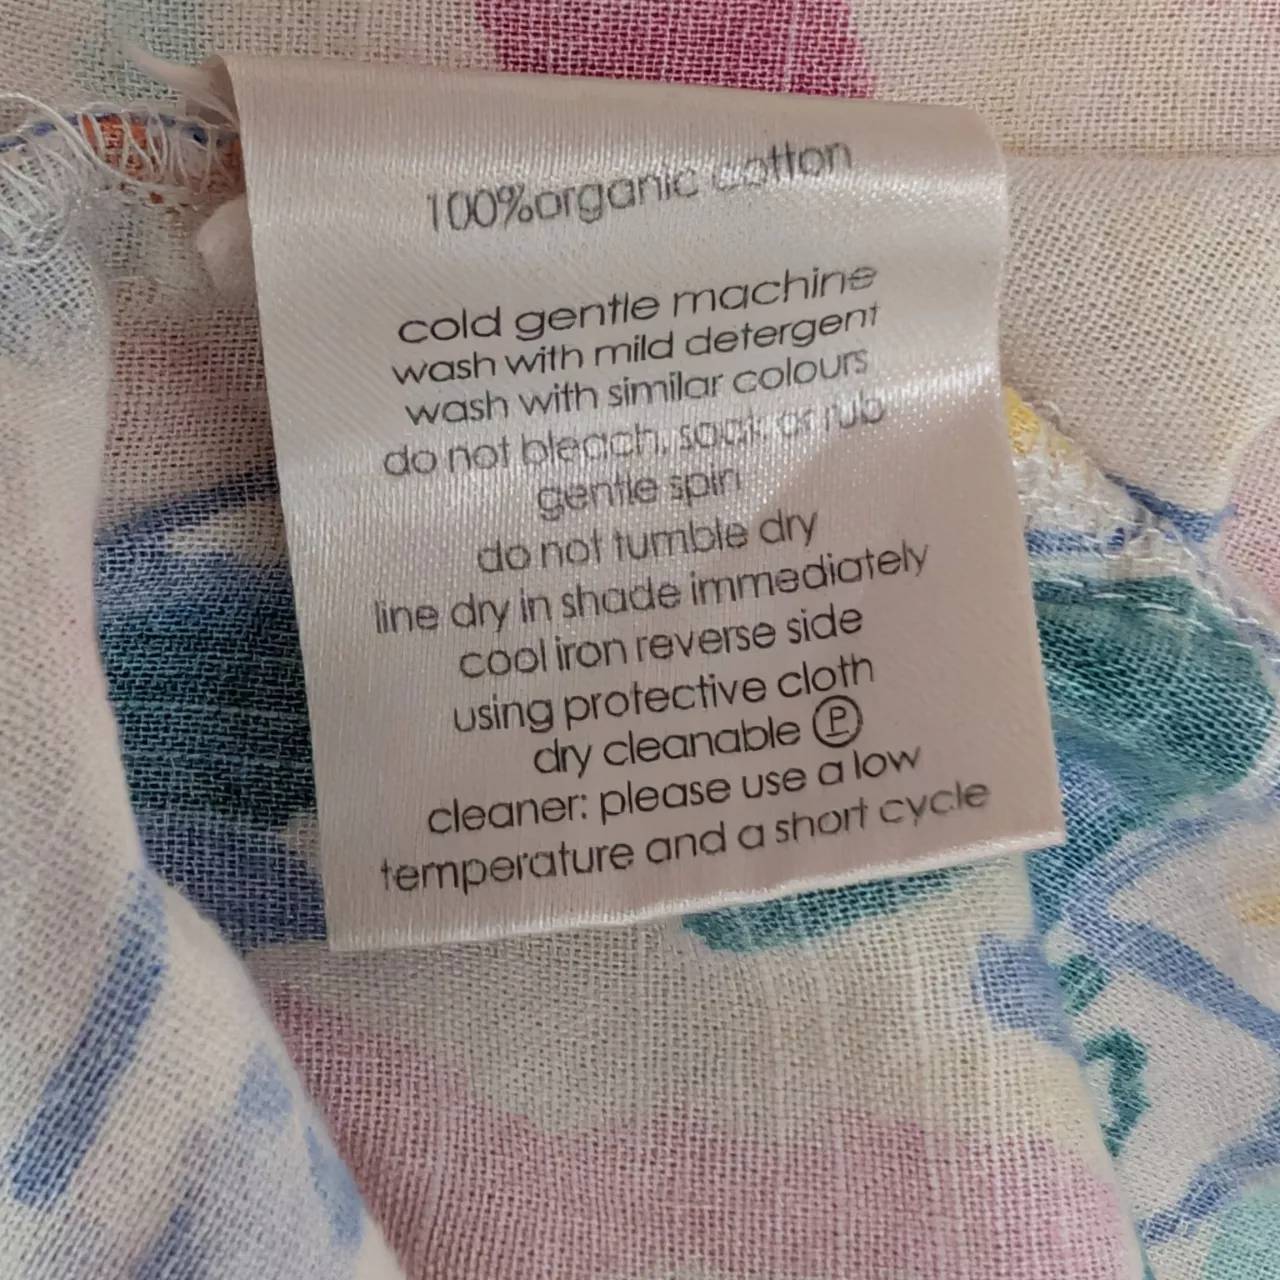 100%organic cotton
cold gentle machine
wash with mild detergent
wash with similar colours
do not bleach, soak, or rub
gentle spin
do not tumble dry
line dry in shade immediately
cool iron reverse side
using protective cloth
dry cleanable Ⓟ
cleaner: please use a low
temperature and a short cycle